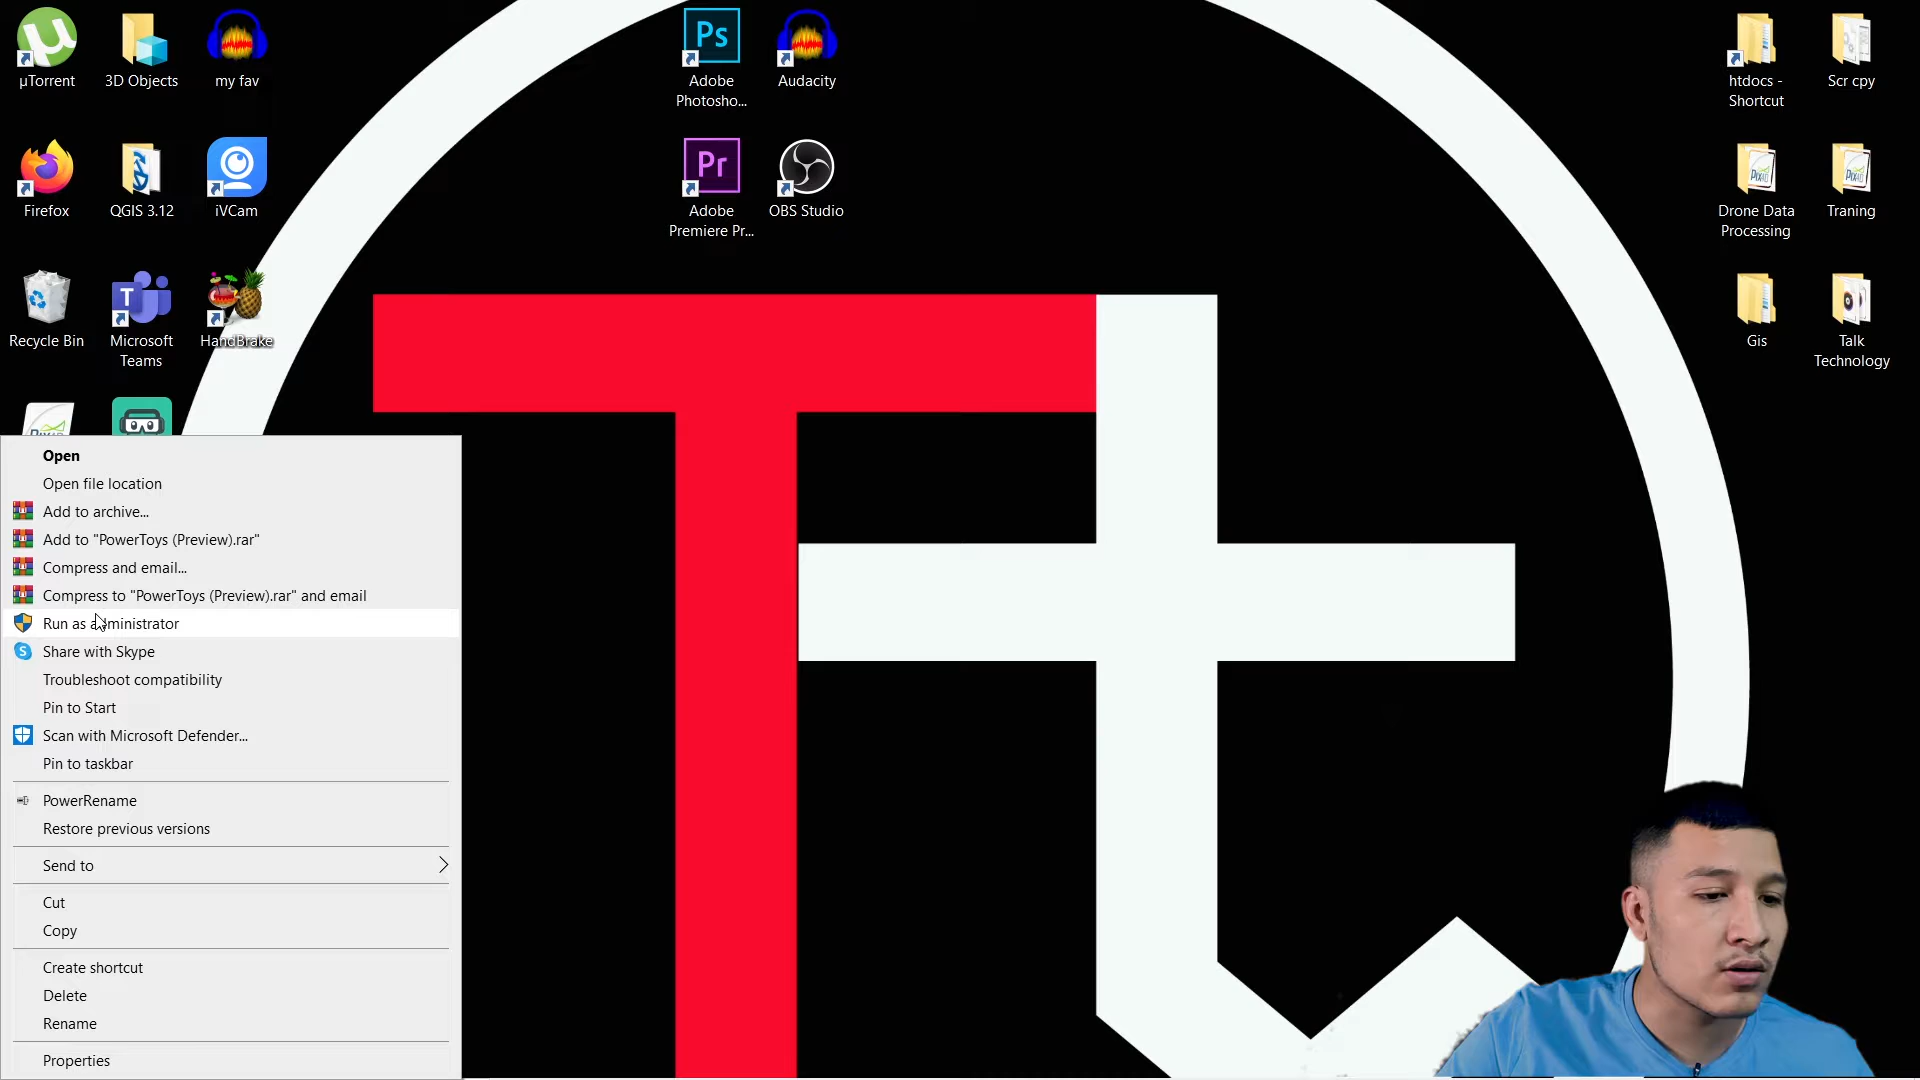 µTorrent
3D Objects
my fav
Adobe
Photosho...
Audacity
htdocs -
Shortcut
Scr cpy
Firefox
QGIS 3.12
iVCam
Adobe
Premiere Pr...
OBS Studio
Drone Data
Processing
Traning
Recycle Bin
Microsoft
Teams
HandBrake
Gis
Talk
Technology
Ps
Pr
Open
Open file location
Add to archive...
Add to "PowerToys (Preview).rar"
Compress and email...
Compress to "PowerToys (Preview).rar" and email
Run as administrator
Share with Skype
Troubleshoot compatibility
Pin to Start
Scan with Microsoft Defender...
Pin to taskbar
PowerRename
Restore previous versions
Send to
Cut
Copy
Create shortcut
Delete
Rename
Properties